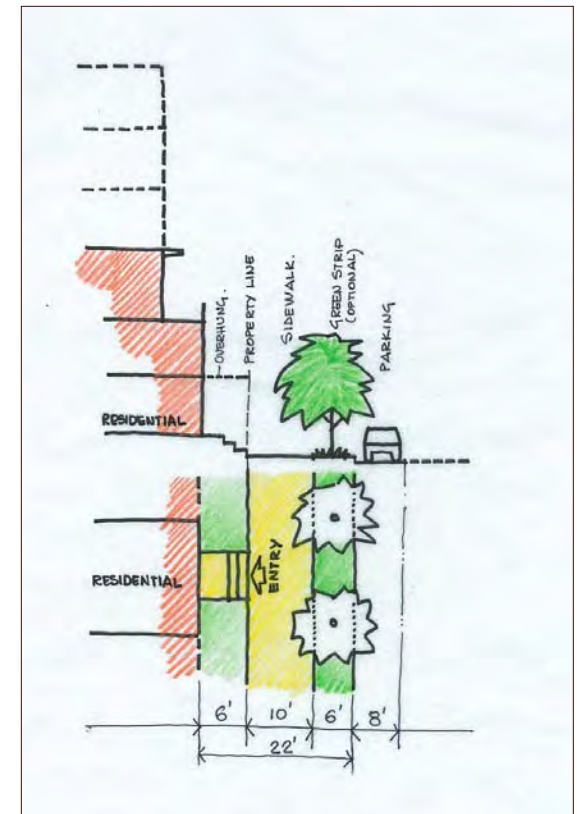 OVERHUNG.
PROPERTY LINE
SIDEWALK.
GREEN STRIP
(OPTIONAL)
PARKING
RESIDENTIAL
RESIDENTIAL
ENTRY
6' 10' 6' 8'
22'